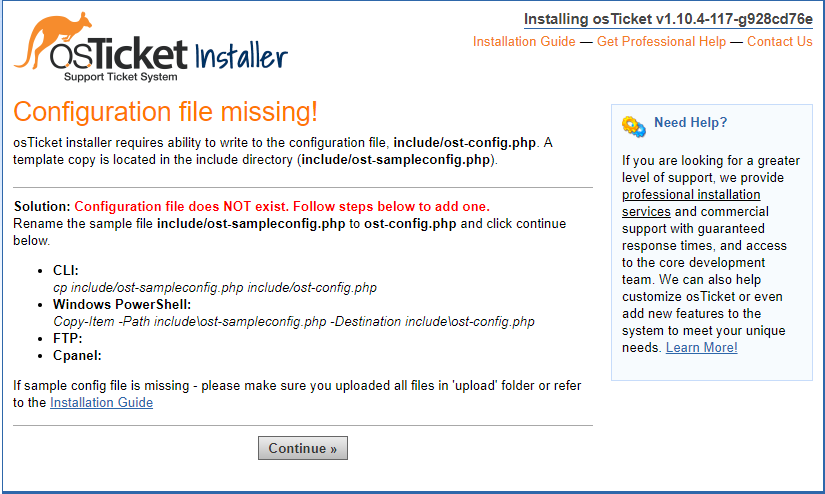 osTicket Installer
Support Ticket System
Installing osTicket v1.10.4-117-g928cd76e
Installation Guide — Get Professional Help — Contact Us
Configuration file missing!
osTicket installer requires ability to write to the configuration file, include/ost-config.php. A
template copy is located in the include directory (include/ost-sampleconfig.php).
Solution: Configuration file does NOT exist. Follow steps below to add one.
Rename the sample file include/ost-sampleconfig.php to ost-config.php and click continue
below.
• CLI:
cp include/ost-sampleconfig.php include/ost-config.php
• Windows PowerShell:
Copy-Item -Path include\ost-sampleconfig.php -Destination include\ost-config.php
• FTP:
• Cpanel:
If sample config file is missing - please make sure you uploaded all files in 'upload' folder or refer
to the Installation Guide
Continue »
Need Help?
If you are looking for a greater
level of support, we provide
professional installation
services and commercial
support with guaranteed
response times, and access
to the core development
team. We can also help
customize osTicket or even
add new features to the
system to meet your unique
needs. Learn More!